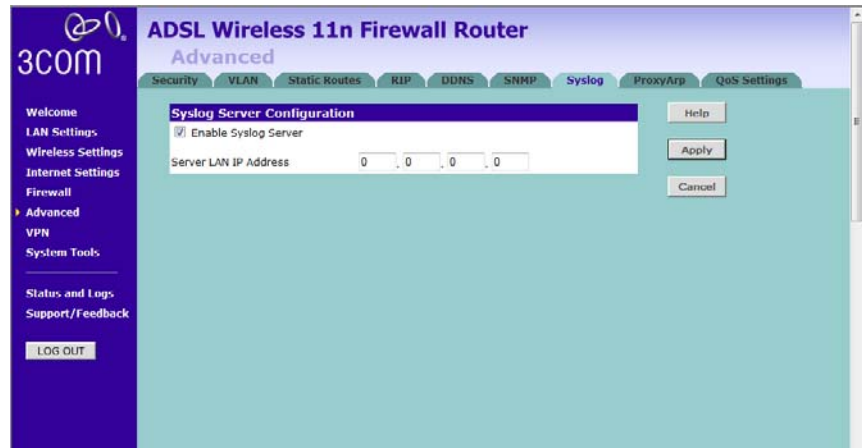 3COM
ADSL Wireless 11n Firewall Router
Advanced
Security VLAN Static Routes RIP DDNS SNMP Syslog ProxyArp QoS Settings
Welcome
LAN Settings
Wireless Settings
Internet Settings
Firewall
Advanced
VPN
System Tools
Status and Logs
Support/Feedback
LOG OUT
Syslog Server Configuration
Enable Syslog Server
Server LAN IP Address 0 . 0 . 0 . 0
Help
Apply
Cancel